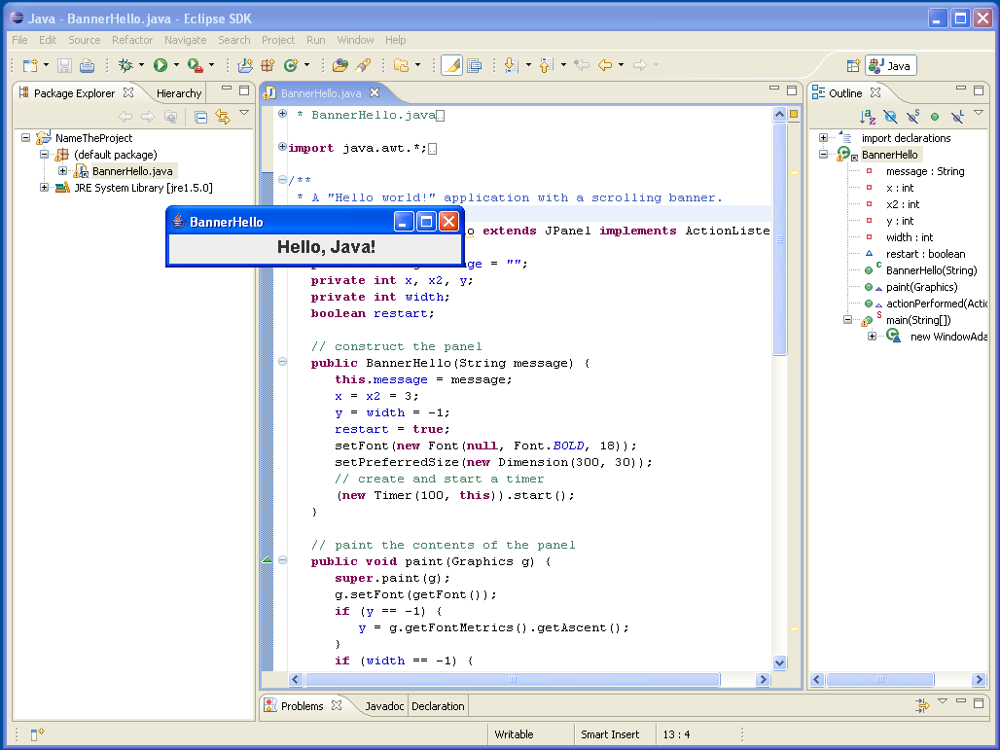 Java - BannerHello.java - Eclipse SDK
File Edit Source Refactor Navigate Search Project Run Window Help
Java
Package Explorer Hierarchy
NameTheProject
(default package)
BannerHello.java
JRE System Library [jre1.5.0]
BannerHello.java
* BannerHello.java
import java.awt.*;
/**
* A "Hello world!" application with a scrolling banner.
extends JPanel implements ActionListe
= "";
private int x, x2, y;
private int width;
boolean restart;
// construct the panel
public BannerHello(String message) {
this.message = message;
x = x2 = 3;
y = width = -1;
restart = true;
setFont(new Font(null, Font.BOLD, 18));
setPreferredSize(new Dimension(300, 30));
// create and start a timer
(new Timer(100, this)).start();
}
// paint the contents of the panel
public void paint(Graphics g) {
super.paint(g);
g.setFont(getFont());
if (y == -1) {
y = g.getFontMetrics().getAscent();
}
if (width == -1) {
BannerHello
Hello, Java!
Outline
import declarations
BannerHello
message : String
x : int
x2 : int
y : int
width : int
restart : boolean
BannerHello(String)
paint(Graphics)
actionPerformed(Actio
main(String[])
new WindowAda
Problems Javadoc Declaration
Writable Smart Insert 13 : 4